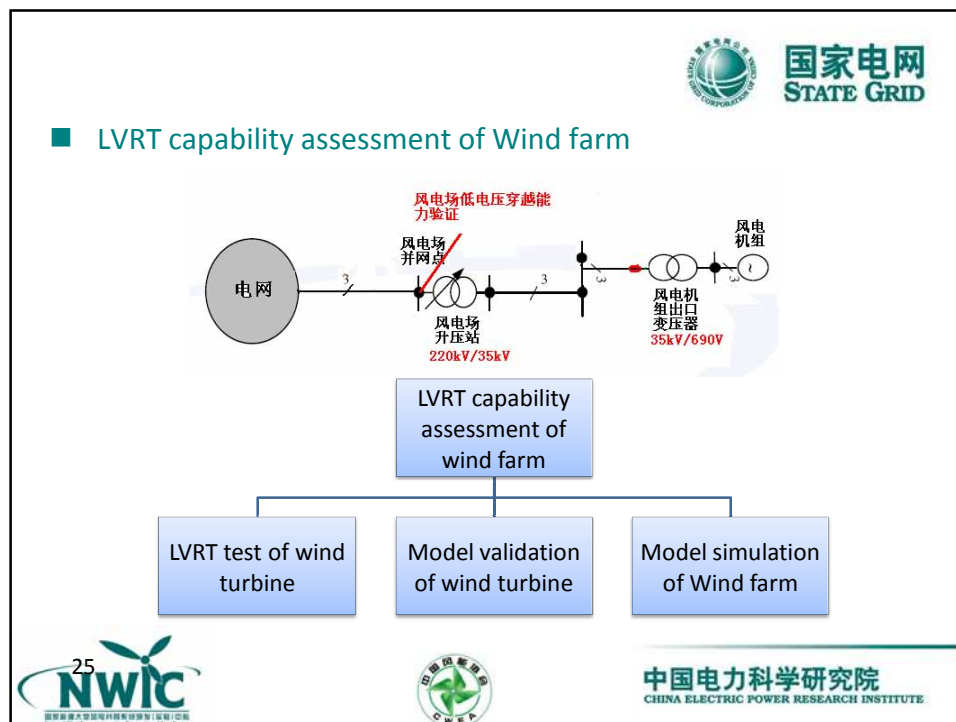 国家电网
STATE GRID
LVRT capability assessment of Wind farm
风电场低电压穿越能
力验证
风电场
并网点
风电
机组
电网
3
3
3
3
~
风电场
升压站
220kV/35kV
风电机
组出口
变压器
35kV/690V
LVRT capability
assessment of
wind farm
LVRT test of wind
turbine
Model validation
of wind turbine
Model simulation
of Wind farm
25
NWIC
CWEA
中国电力科学研究院
CHINA ELECTRIC POWER RESEARCH INSTITUTE